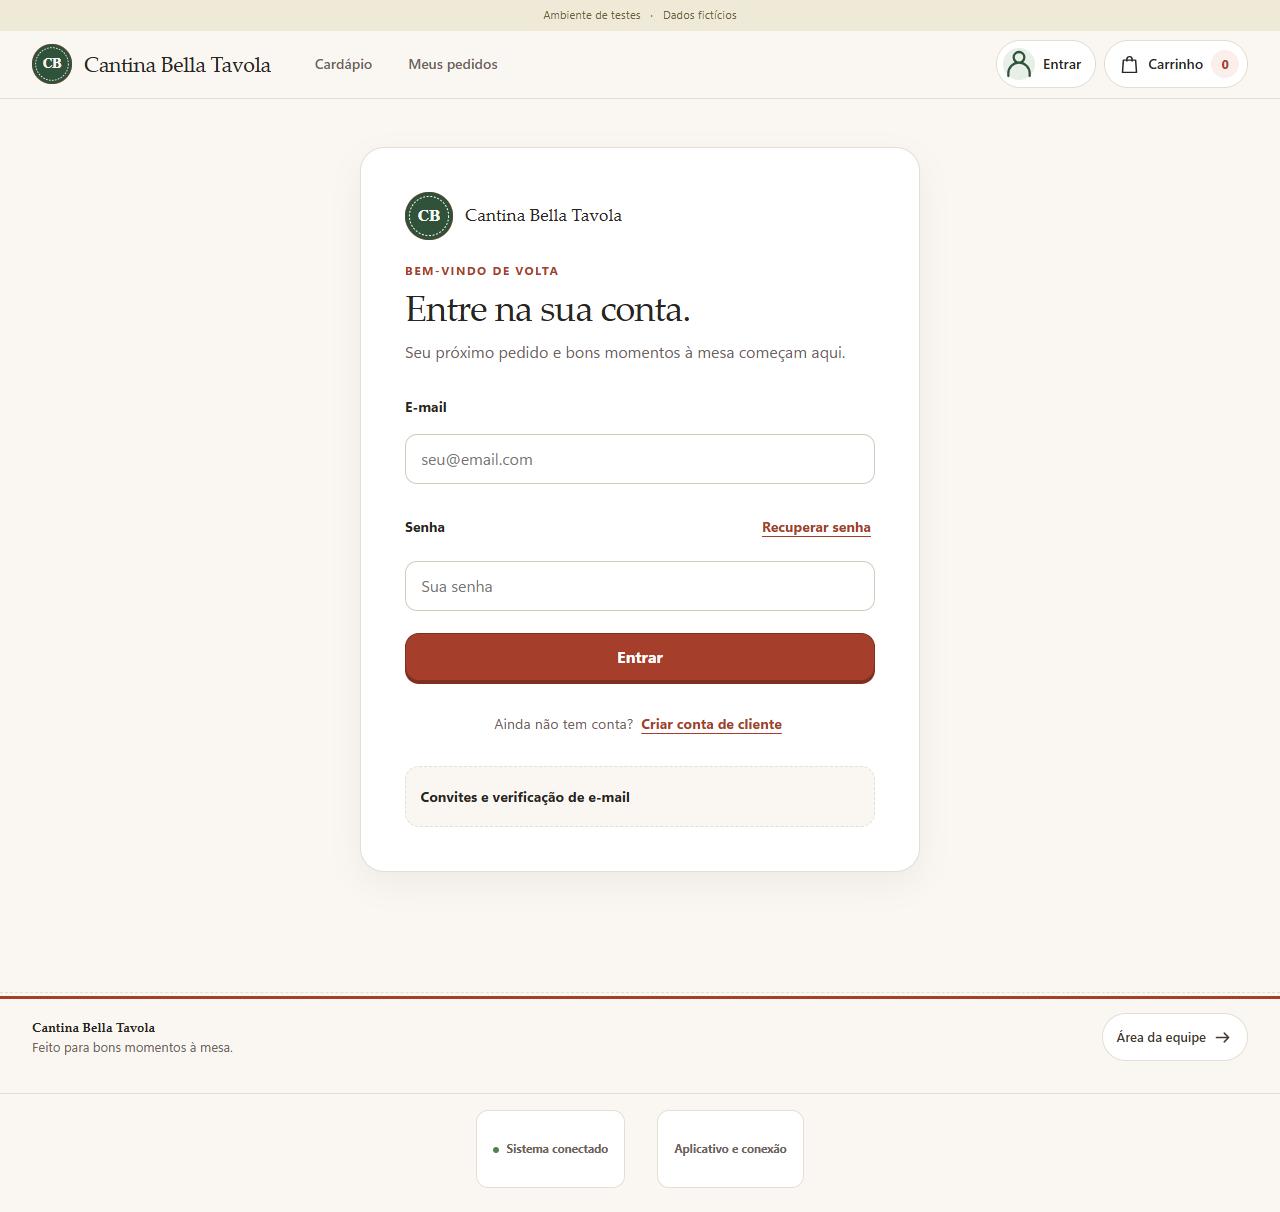 Ambiente de testes · Dados fictícios
CB Cantina Bella Tavola Cardápio Meus pedidos Entrar Carrinho 0
CB Cantina Bella Tavola
BEM-VINDO DE VOLTA
Entre na sua conta.
Seu próximo pedido e bons momentos à mesa começam aqui.
E-mail
seu@email.com
Senha Recuperar senha
Sua senha
Entrar
Ainda não tem conta? Criar conta de cliente
Convites e verificação de e-mail
Cantina Bella Tavola
Feito para bons momentos à mesa.
Área da equipe →
Sistema conectado Aplicativo e conexão